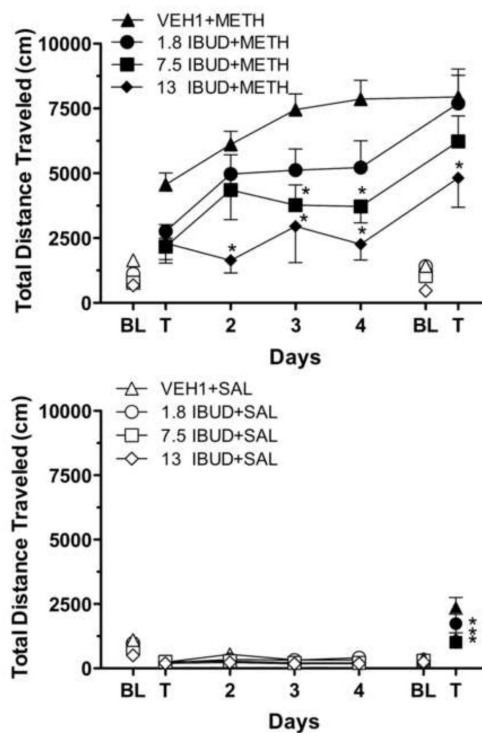 VEH1+METH
1.8 IBUD+METH
7.5 IBUD+METH
13 IBUD+METH
Total Distance Traveled (cm)
10000
7500
5000
2500
0
*
*
*
*
*
*
BL T 2 3 4 BL T
Days
VEH1+SAL
1.8 IBUD+SAL
7.5 IBUD+SAL
13 IBUD+SAL
Total Distance Traveled (cm)
10000
7500
5000
2500
0
***
BL T 2 3 4 BL T
Days